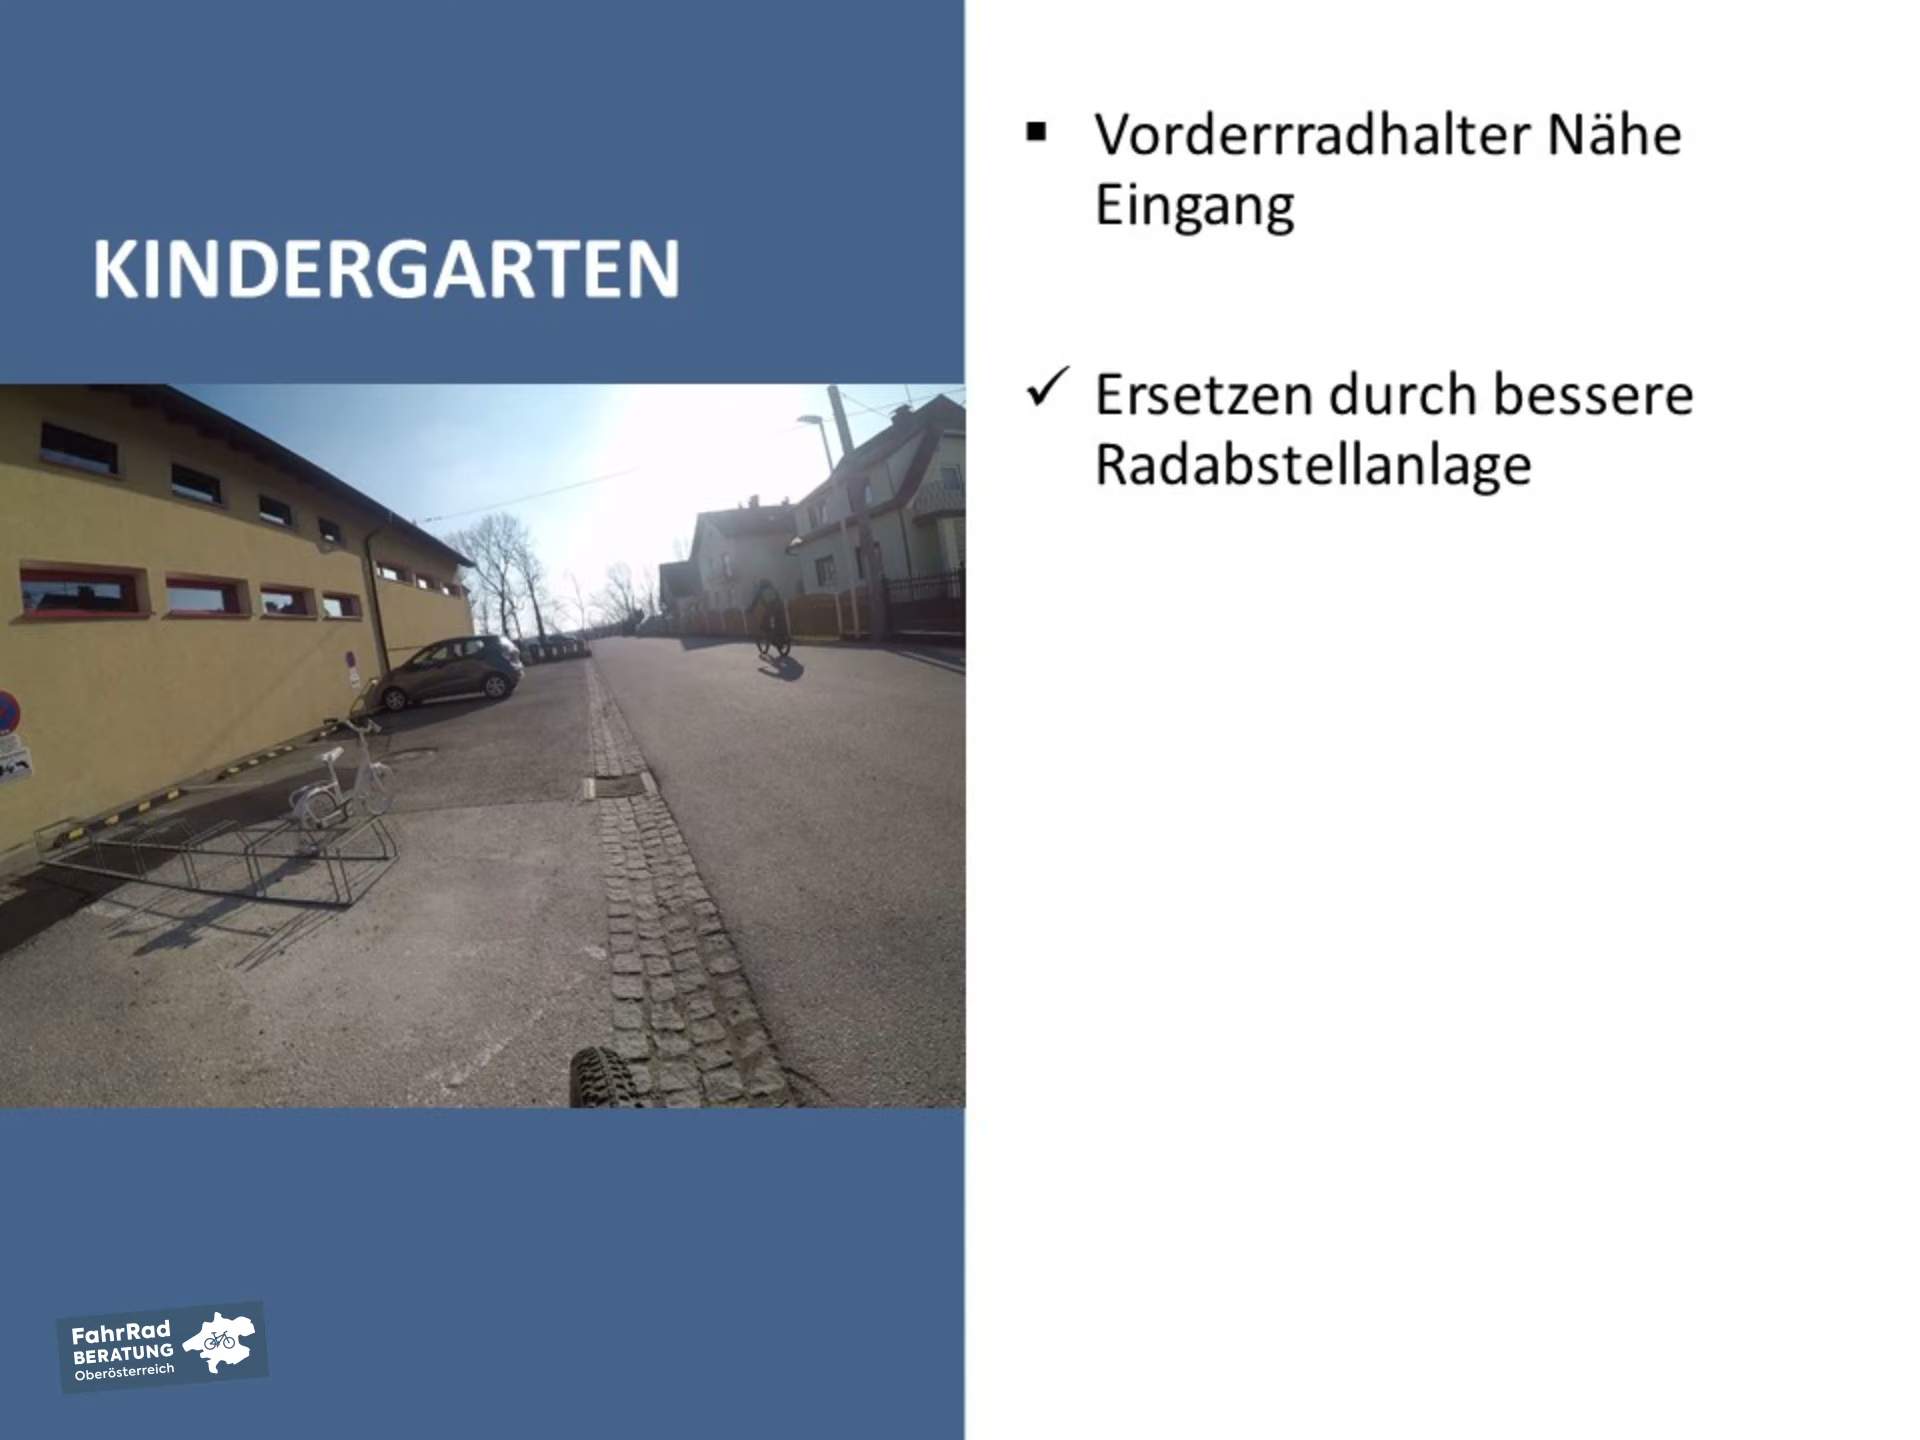 KINDERGARTEN
▪ Vorderrradhalter Nähe
Eingang
✓ Ersetzen durch bessere
Radabstellanlage
FahrRad
BERATUNG
Oberösterreich